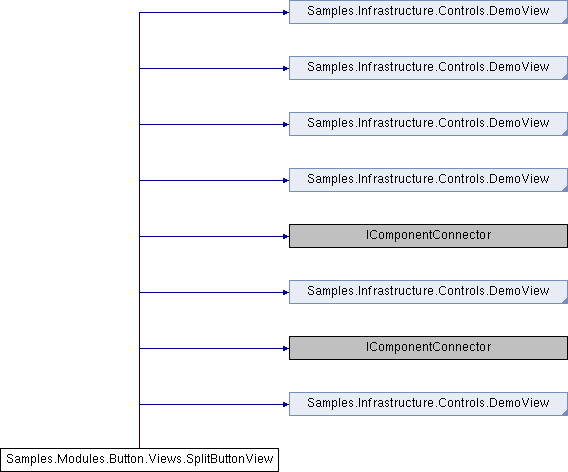 Samples.Infrastructure.Controls.DemoView
Samples.Infrastructure.Controls.DemoView
Samples.Infrastructure.Controls.DemoView
Samples.Infrastructure.Controls.DemoView
IComponentConnector
Samples.Infrastructure.Controls.DemoView
IComponentConnector
Samples.Infrastructure.Controls.DemoView
Samples.Modules.Button.Views.SplitButtonView